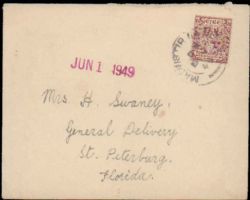 JUN 1 1949
Mrs. H. Swaney,
General Delivery
St. Peterburg.
Florida.